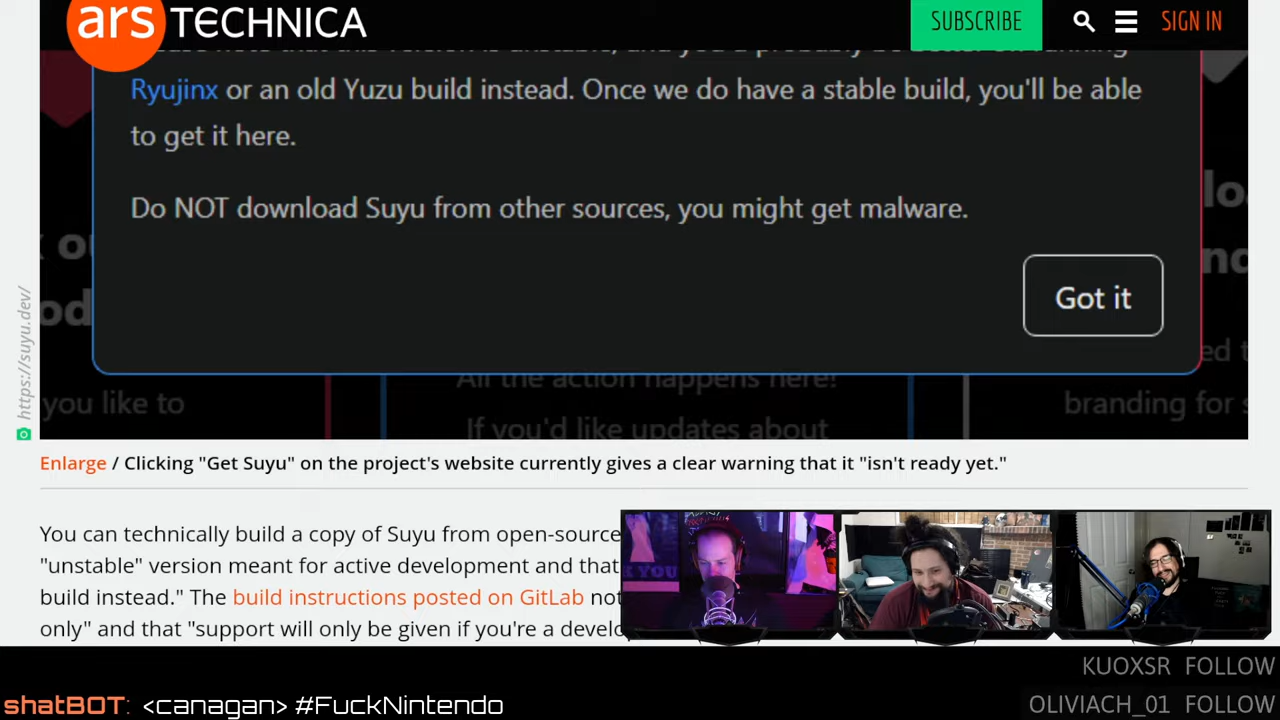 ars TECHNICA
SUBSCRIBE
SIGN IN
Ryujinx or an old Yuzu build instead. Once we do have a stable build, you'll be able
to get it here.
Do NOT download Suyu from other sources, you might get malware.
Got it
All the action happens here!
you like to
branding for
If you'd like updates about
https://suyu.dev/
Enlarge / Clicking "Get Suyu" on the project's website currently gives a clear warning that it "isn't ready yet."
You can technically build a copy of Suyu from open-source
"unstable" version meant for active development and that
build instead." The build instructions posted on GitLab
only" and that "support will only be given if you're a
KUOXSR FOLLOW
OLIVIACH_01 FOLLOW
shatBOT: <canagan> #FuckNintendo